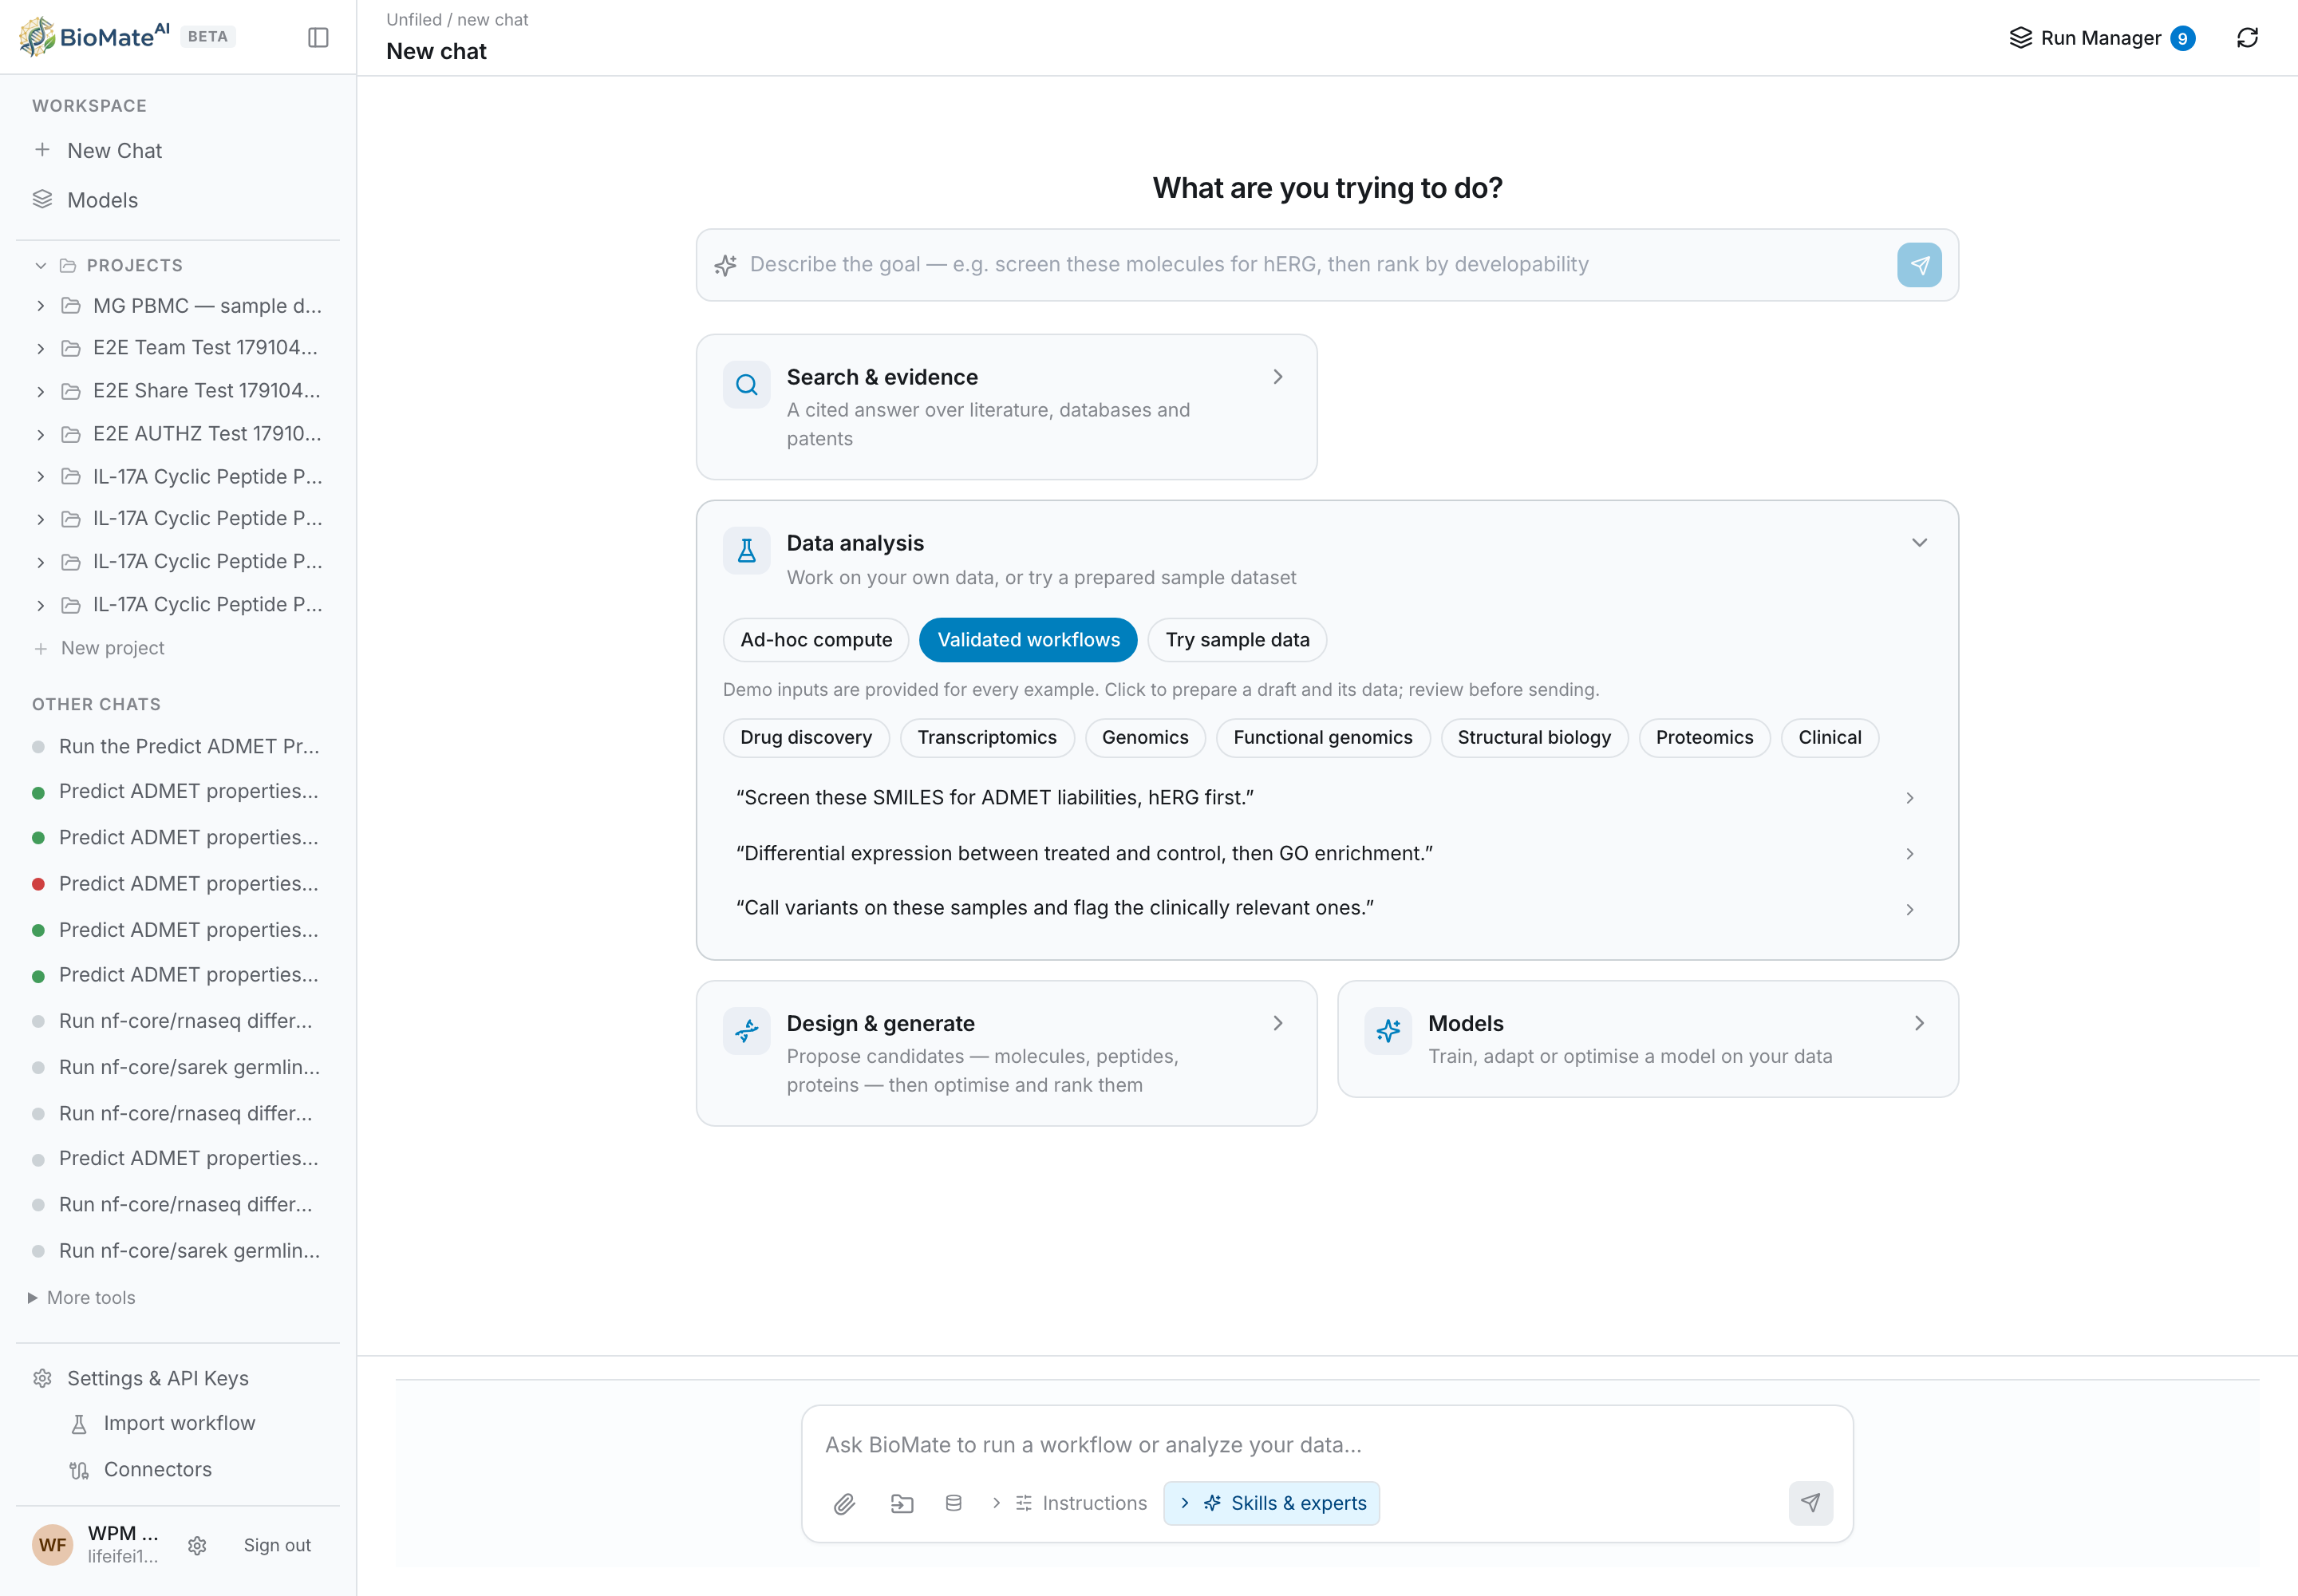 BioMateAI BETA
WORKSPACE
New Chat
Models
PROJECTS
MG PBMC — sample d...
E2E Team Test 179104...
E2E Share Test 179104...
E2E AUTHZ Test 17910...
IL-17A Cyclic Peptide P...
IL-17A Cyclic Peptide P...
IL-17A Cyclic Peptide P...
IL-17A Cyclic Peptide P...
New project
OTHER CHATS
Run the Predict ADMET Pr...
Predict ADMET properties...
Predict ADMET properties...
Predict ADMET properties...
Predict ADMET properties...
Predict ADMET properties...
Run nf-core/rnaseq differ...
Run nf-core/sarek germlin...
Run nf-core/rnaseq differ...
Predict ADMET properties...
Run nf-core/rnaseq differ...
Run nf-core/sarek germlin...
More tools
Settings & API Keys
Import workflow
Connectors
WF
WPM ...
lifeifei1...
Sign out
Unfiled / new chat
New chat
Run Manager 9
What are you trying to do?
Describe the goal — e.g. screen these molecules for hERG, then rank by developability
Search & evidence
A cited answer over literature, databases and
patents
Data analysis
Work on your own data, or try a prepared sample dataset
Ad-hoc compute Validated workflows Try sample data
Demo inputs are provided for every example. Click to prepare a draft and its data; review before sending.
Drug discovery Transcriptomics Genomics Functional genomics Structural biology Proteomics Clinical
“Screen these SMILES for ADMET liabilities, hERG first.”
“Differential expression between treated and control, then GO enrichment.”
“Call variants on these samples and flag the clinically relevant ones.”
Design & generate
Propose candidates — molecules, peptides,
proteins — then optimise and rank them
Models
Train, adapt or optimise a model on your data
Ask BioMate to run a workflow or analyze your data...
Instructions Skills & experts